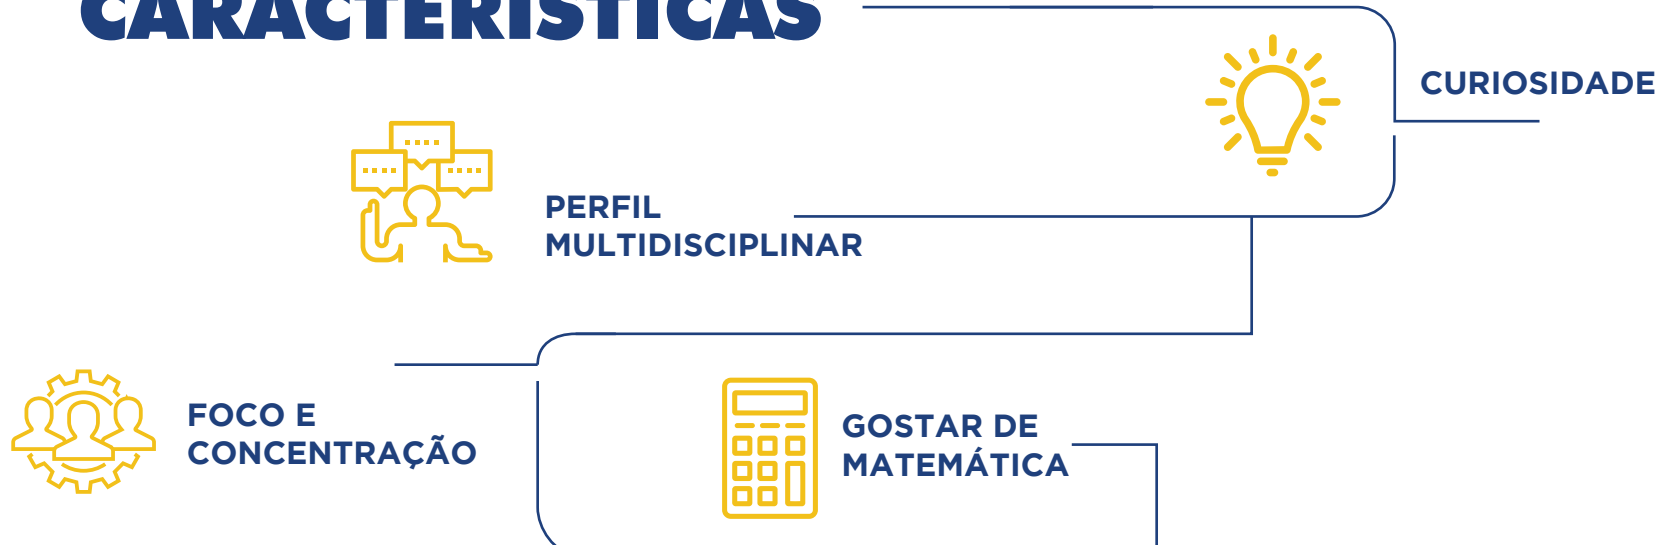 CARACTERÍSTICAS
CURIOSIDADE
PERFIL
MULTIDISCIPLINAR
FOCO E
CONCENTRAÇÃO
GOSTAR DE
MATEMÁTICA